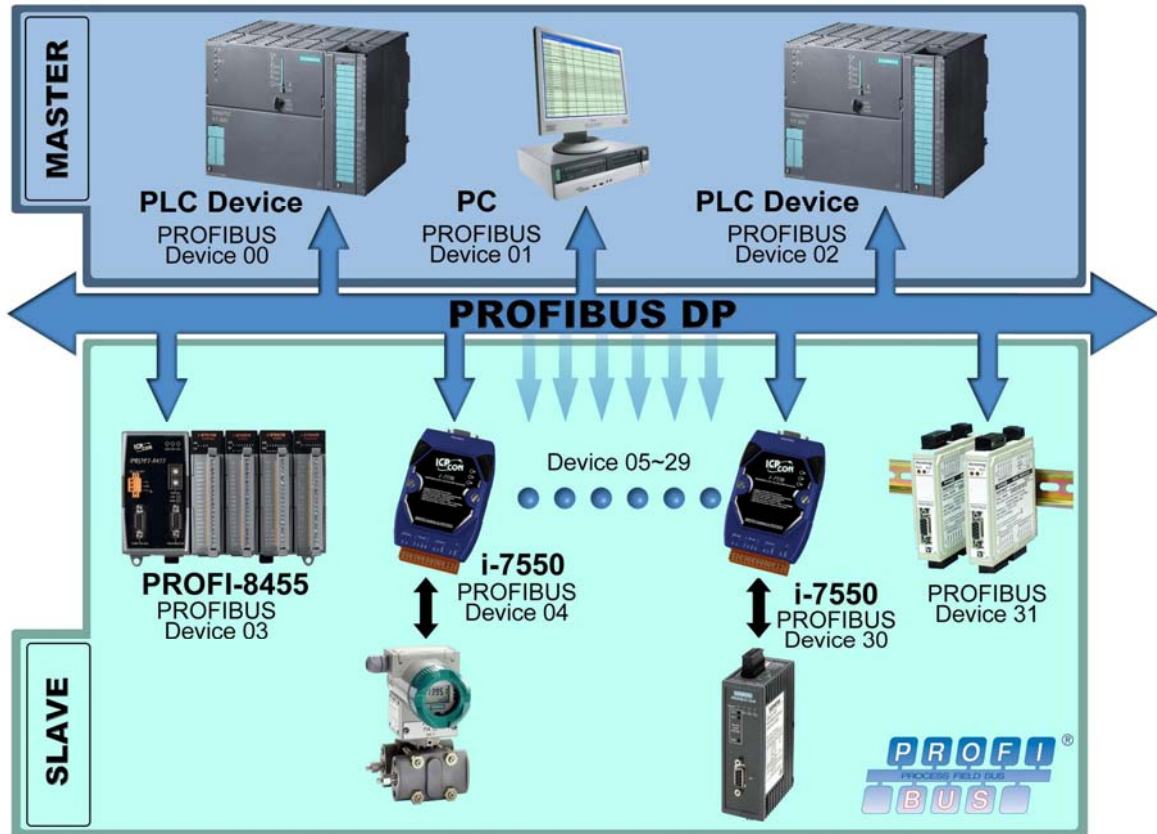 MASTER
PLC Device
PROFIBUS
Device 00
PC
PROFIBUS
Device 01
PLC Device
PROFIBUS
Device 02
PROFIBUS DP
PROFI-8455
PROFIBUS
Device 03
i-7550
PROFIBUS
Device 04
Device 05~29
i-7550
PROFIBUS
Device 30
PROFIBUS
Device 31
SLAVE
PROFI®
PROCESS FIELD BUS
BUS